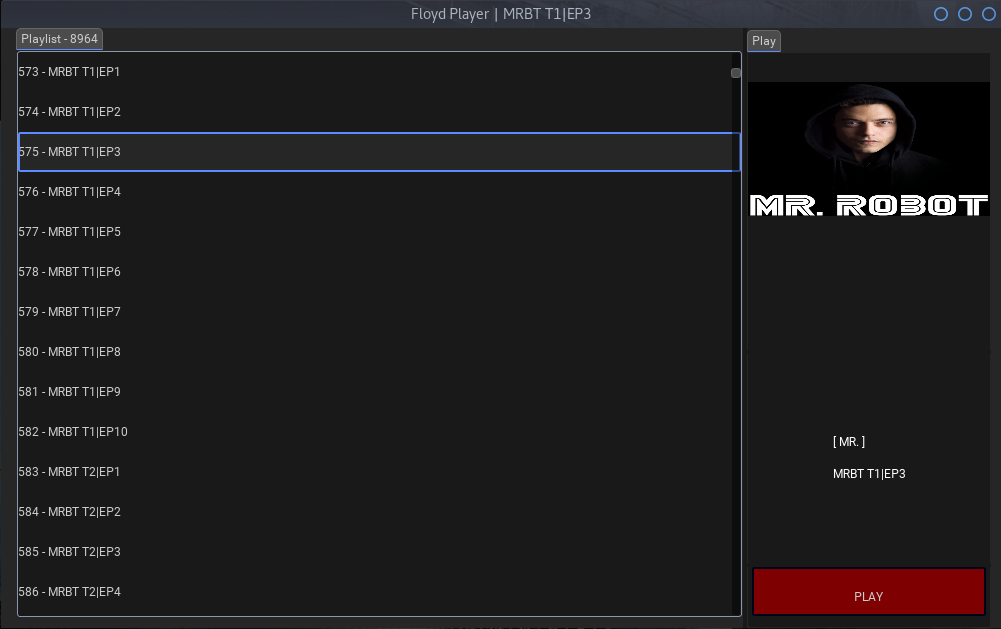 Floyd Player | MRBT T1|EP3
Playlist - 8964
573 - MRBT T1|EP1
574 - MRBT T1|EP2
575 - MRBT T1|EP3
576 - MRBT T1|EP4
577 - MRBT T1|EP5
578 - MRBT T1|EP6
579 - MRBT T1|EP7
580 - MRBT T1|EP8
581 - MRBT T1|EP9
582 - MRBT T1|EP10
583 - MRBT T2|EP1
584 - MRBT T2|EP2
585 - MRBT T2|EP3
586 - MRBT T2|EP4
Play
MR. ROBOT
[ MR. ]
MRBT T1|EP3
PLAY